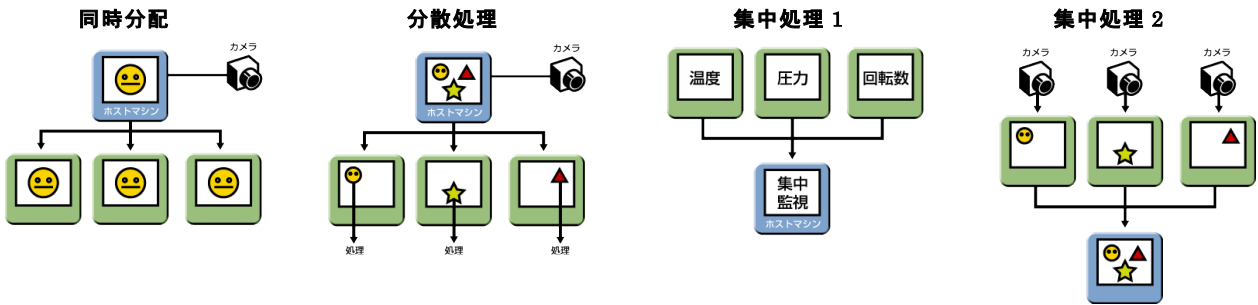 同時分配
カメラ
ホストマシン
分散処理
カメラ
ホストマシン
処理
処理
処理
集中処理 1
温度
圧力
回転数
集中
監視
ホストマシン
集中処理 2
カメラ
カメラ
カメラ